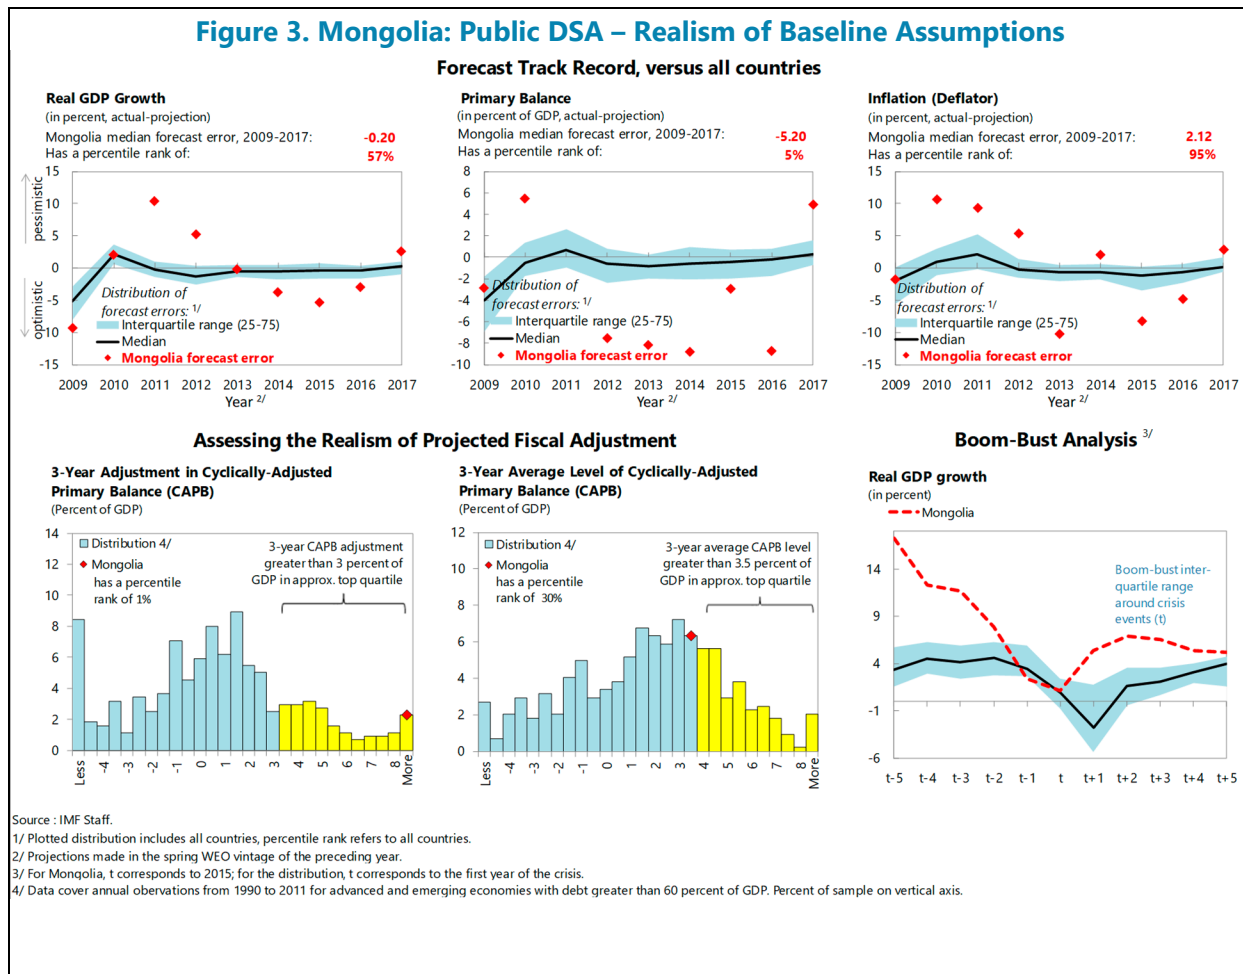 Figure 3. Mongolia: Public DSA – Realism of Baseline Assumptions
Forecast Track Record, versus all countries
Real GDP Growth
(in percent, actual-projection)
Mongolia median forecast error, 2009-2017: -0.20
Has a percentile rank of: 57%
pessimistic
optimistic
15
10
5
0
-5
-10
-15
Distribution of
forecast errors: 1/
Interquartile range (25-75)
Median
Mongolia forecast error
2009 2010 2011 2012 2013 2014 2015 2016 2017
Year 2/
Primary Balance
(in percent of GDP, actual-projection)
Mongolia median forecast error, 2009-2017: -5.20
Has a percentile rank of: 5%
8
6
4
2
0
-2
-4
-6
-8
-10
Distribution of
forecast errors: 1/
Interquartile range (25-75)
Median
Mongolia forecast error
2009 2010 2011 2012 2013 2014 2015 2016 2017
Year 2/
Inflation (Deflator)
(in percent, actual-projection)
Mongolia median forecast error, 2009-2017: 2.12
Has a percentile rank of: 95%
15
10
5
0
-5
-10
-15
Distribution of
forecast errors: 1/
Interquartile range (25-75)
Median
Mongolia forecast error
2009 2010 2011 2012 2013 2014 2015 2016 2017
Year 2/
Assessing the Realism of Projected Fiscal Adjustment
3-Year Adjustment in Cyclically-Adjusted
Primary Balance (CAPB)
(Percent of GDP)
14
12
10
8
6
4
2
0
Distribution 4/
Mongolia
has a percentile
rank of 1%
3-year CAPB adjustment
greater than 3 percent of
GDP in approx. top quartile
Less -4 -3 -2 -1 0 1 2 3 4 5 6 7 8 More
3-Year Average Level of Cyclically-Adjusted
Primary Balance (CAPB)
(Percent of GDP)
12
10
8
6
4
2
0
Distribution 4/
Mongolia
has a percentile
rank of 30%
3-year average CAPB level
greater than 3.5 percent of
GDP in approx. top quartile
Less -4 -3 -2 -1 0 1 2 3 4 5 6 7 8 More
Boom-Bust Analysis 3/
Real GDP growth
(in percent)
Mongolia
14
9
4
-1
-6
Boom-bust inter-
quartile range
around crisis
events (t)
t-5 t-4 t-3 t-2 t-1 t t+1 t+2 t+3 t+4 t+5
Source : IMF Staff.
1/ Plotted distribution includes all countries, percentile rank refers to all countries.
2/ Projections made in the spring WEO vintage of the preceding year.
3/ For Mongolia, t corresponds to 2015; for the distribution, t corresponds to the first year of the crisis.
4/ Data cover annual obervations from 1990 to 2011 for advanced and emerging economies with debt greater than 60 percent of GDP. Percent of sample on vertical axis.